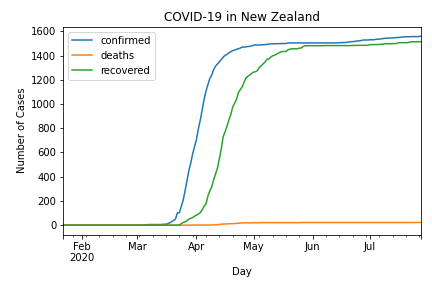 COVID-19 in New Zealand
confirmed
deaths
recovered
Number of Cases
1600
1400
1200
1000
800
600
400
200
0
Feb Mar Apr May Jun Jul
2020
Day